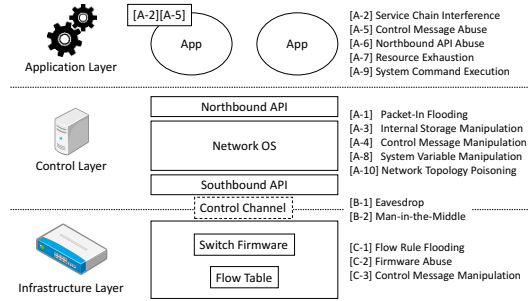 [A-2][A-5]
App
App
Application Layer
[A-2] Service Chain Interference
[A-5] Control Message Abuse
[A-6] Northbound API Abuse
[A-7] Resource Exhaustion
[A-9] System Command Execution
Northbound API
Network OS
Southbound API
Control Layer
[A-1] Packet-In Flooding
[A-3] Internal Storage Manipulation
[A-4] Control Message Manipulation
[A-8] System Variable Manipulation
[A-10] Network Topology Poisoning
Control Channel
[B-1] Eavesdrop
[B-2] Man-in-the-Middle
Switch Firmware
Flow Table
Infrastructure Layer
[C-1] Flow Rule Flooding
[C-2] Firmware Abuse
[C-3] Control Message Manipulation